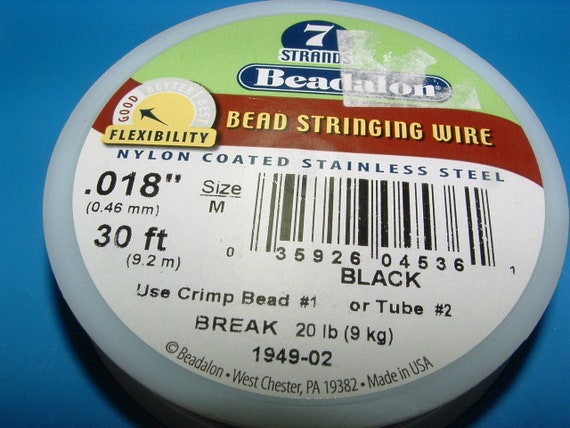 7
STRANDS
Beadalon®
GOOD BETTER BEST
FLEXIBILITY
BEAD STRINGING WIRE
NYLON COATED STAINLESS STEEL
.018" Size
(0.46 mm) M
30 ft
(9.2 m)
0 35926 04536 1
BLACK
Use Crimp Bead #1 or Tube #2
BREAK 20 lb (9 kg)
1949-02
© Beadalon • West Chester, PA 19382 • Made in USA